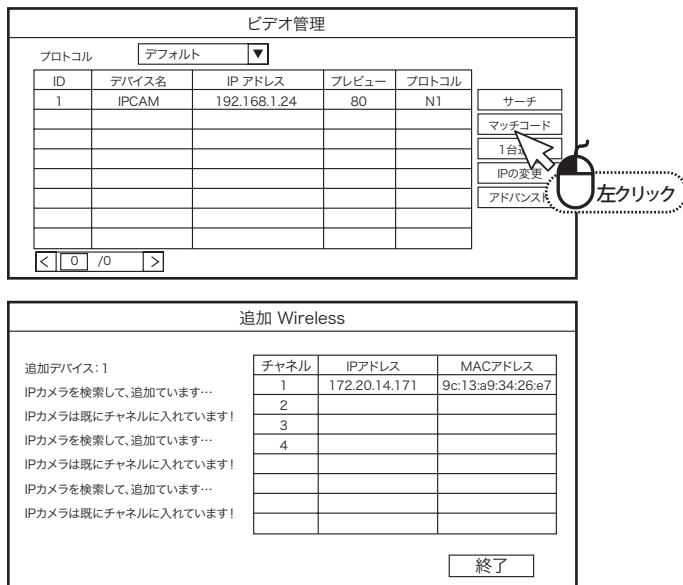 ビデオ管理
プロトコル デフォルト ▼
ID デバイス名 IP アドレス プレビュー プロトコル
1 IPCAM 192.168.1.24 80 N1
サーチ
マッチコード
1台
IPの変更
アドバンスト
左クリック
< 0 /0 >
追加 Wireless
追加デバイス:1
IPカメラを検索して、追加ています…
IPカメラは既にチャネルに入れています!
IPカメラを検索して、追加ています…
IPカメラは既にチャネルに入れています!
IPカメラを検索して、追加ています…
IPカメラは既にチャネルに入れています!
チャネル IPアドレス MACアドレス
1 172.20.14.171 9c:13:a9:34:26:e7
2
3
4
終了